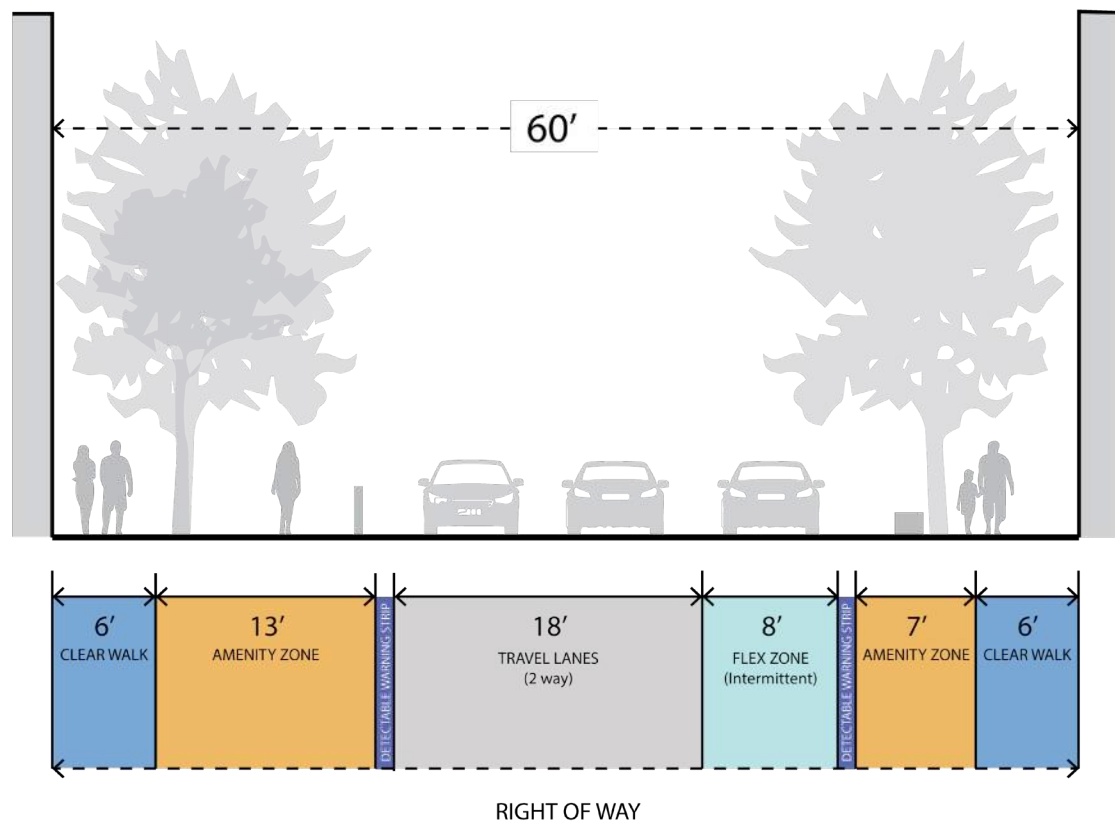 60’
6’
CLEAR WALK
13’
AMENITY ZONE
DETECTABLE WARNING STRIP
18’
TRAVEL LANES
(2 way)
8’
FLEX ZONE
(Intermittent)
DETECTABLE WARNING STRIP
7’
AMENITY ZONE
6’
CLEAR WALK
RIGHT OF WAY